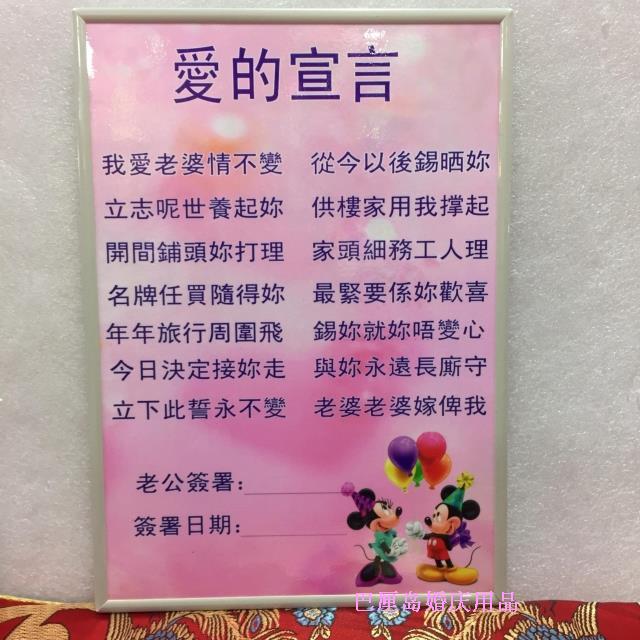 愛的宣言
我愛老婆情不變 從今以後錫晒妳
立志呢世養起妳 供樓家用我撐起
開間鋪頭妳打理 家頭細務工人理
名牌任買隨得妳 最緊要係妳歡喜
年年旅行周圍飛 錫妳就妳唔變心
今日決定接妳走 與妳永遠長廝守
立下此誓永不變 老婆老婆嫁俾我
老公簽署:
簽署日期:
巴厘岛婚庆用品